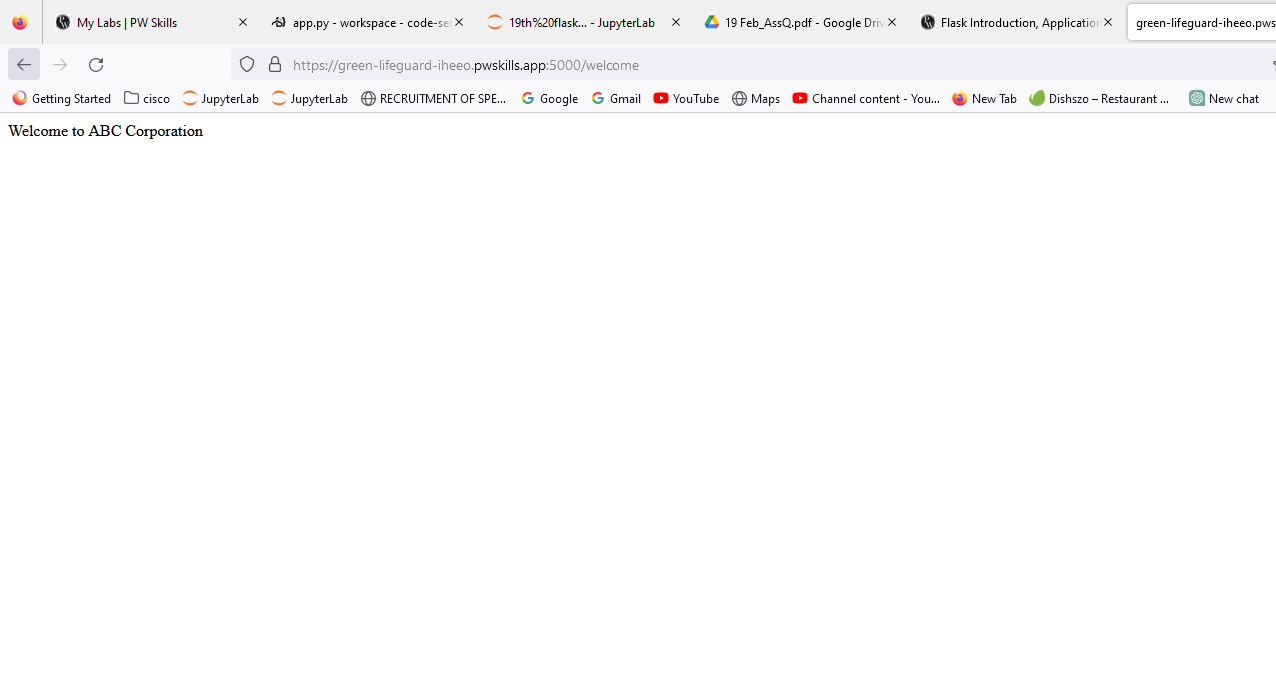 My Labs | PW Skills
app.py - workspace - code-se
19th%20flask... - JupyterLab
19 Feb_AssQ.pdf - Google Driv
Flask Introduction, Application
green-lifeguard-iheeo.pws
https://green-lifeguard-iheeo.pwskills.app:5000/welcome
Getting Started
cisco
JupyterLab
JupyterLab
RECRUITMENT OF SPE...
Google
Gmail
YouTube
Maps
Channel content - You...
New Tab
Dishszo – Restaurant ...
New chat
Welcome to ABC Corporation